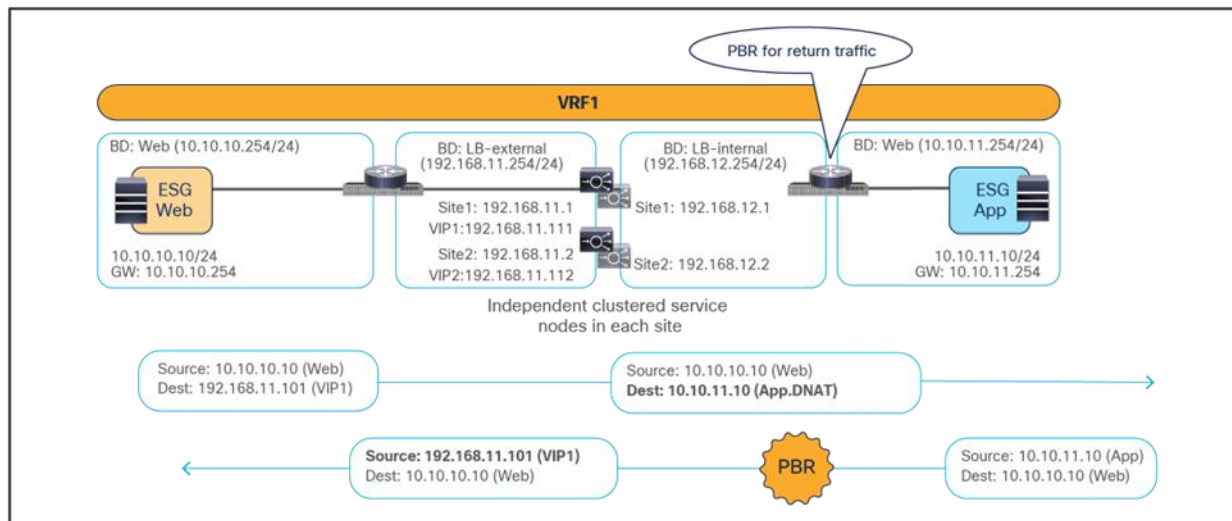 PBR for return traffic
VRF1
BD: Web (10.10.10.254/24)
ESG
Web
10.10.10.10/24
GW: 10.10.10.254
BD: LB-external
(192.168.11.254/24)
Site1: 192.168.11.1
VIP1:192.168.11.111
Site2: 192.168.11.2
VIP2:192.168.11.112
BD: LB-internal
(192.168.12.254/24)
Site1: 192.168.12.1
Site2: 192.168.12.2
BD: Web (10.10.11.254/24)
ESG
App
10.10.11.10/24
GW: 10.10.11.254
Independent clustered service
nodes in each site
Source: 10.10.10.10 (Web)
Dest: 192.168.11.101 (VIP1)
Source: 10.10.10.10 (Web)
Dest: 10.10.11.10 (App.DNAT)
Source: 192.168.11.101 (VIP1)
Dest: 10.10.10.10 (Web)
PBR
Source: 10.10.11.10 (App)
Dest: 10.10.10.10 (Web)